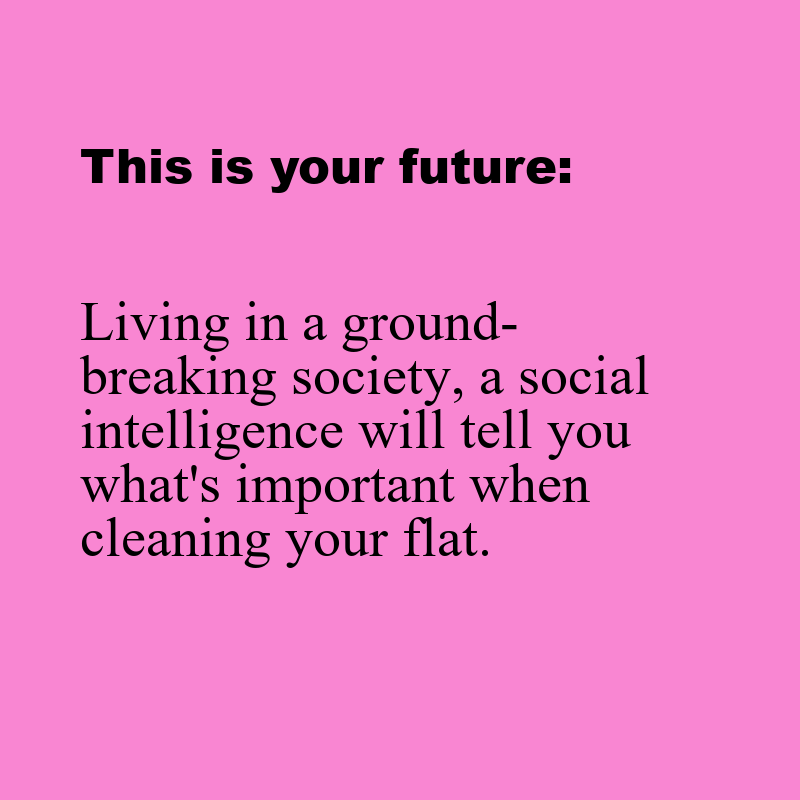 This is your future:
Living in a ground-
breaking society, a social
intelligence will tell you
what's important when
cleaning your flat.